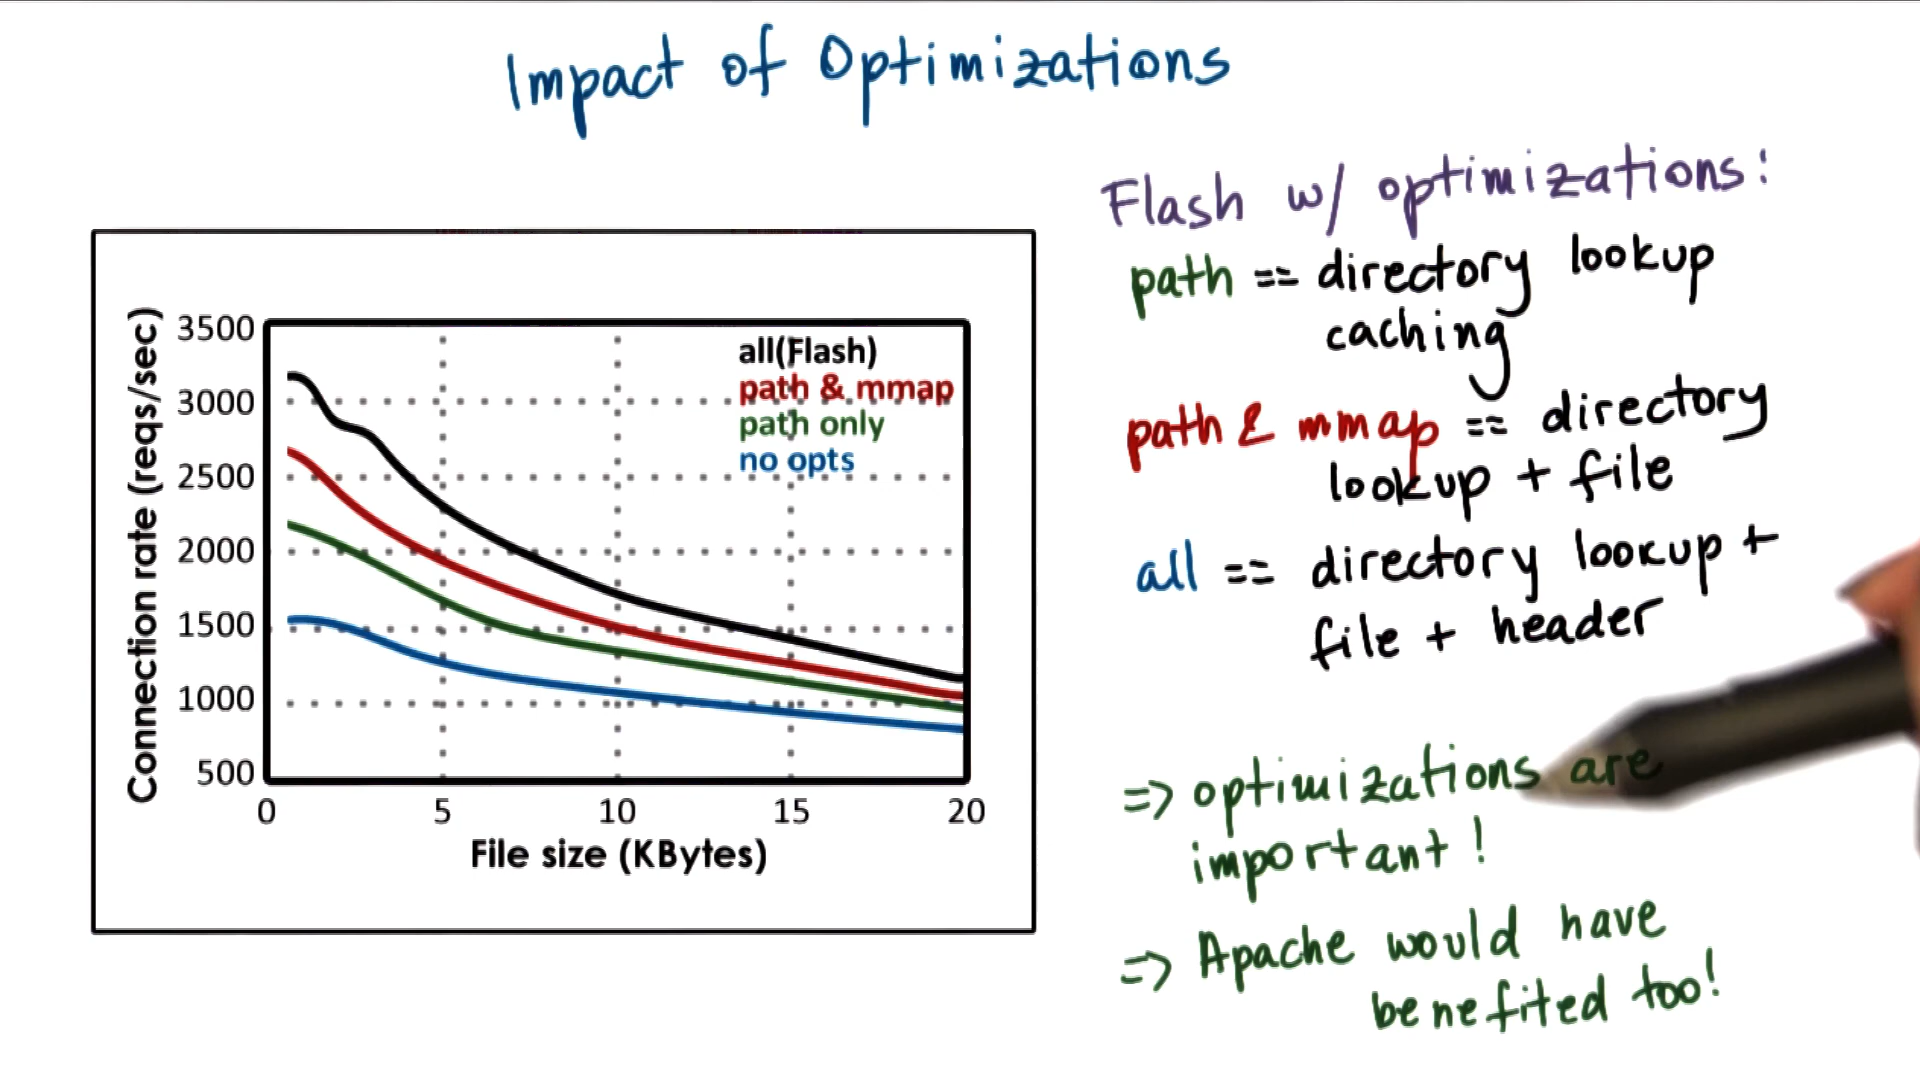 Impact of Optimizations
Flash w/ optimizations:
path == directory lookup
caching
path & mmap == directory
lookup + file
all == directory lookup +
file + header
=> optimizations are
important!
=> Apache would have
benefited too!
Connection rate (reqs/sec)
3500
3000
2500
2000
1500
1000
500
all(Flash)
path & mmap
path only
no opts
0 5 10 15 20
File size (KBytes)